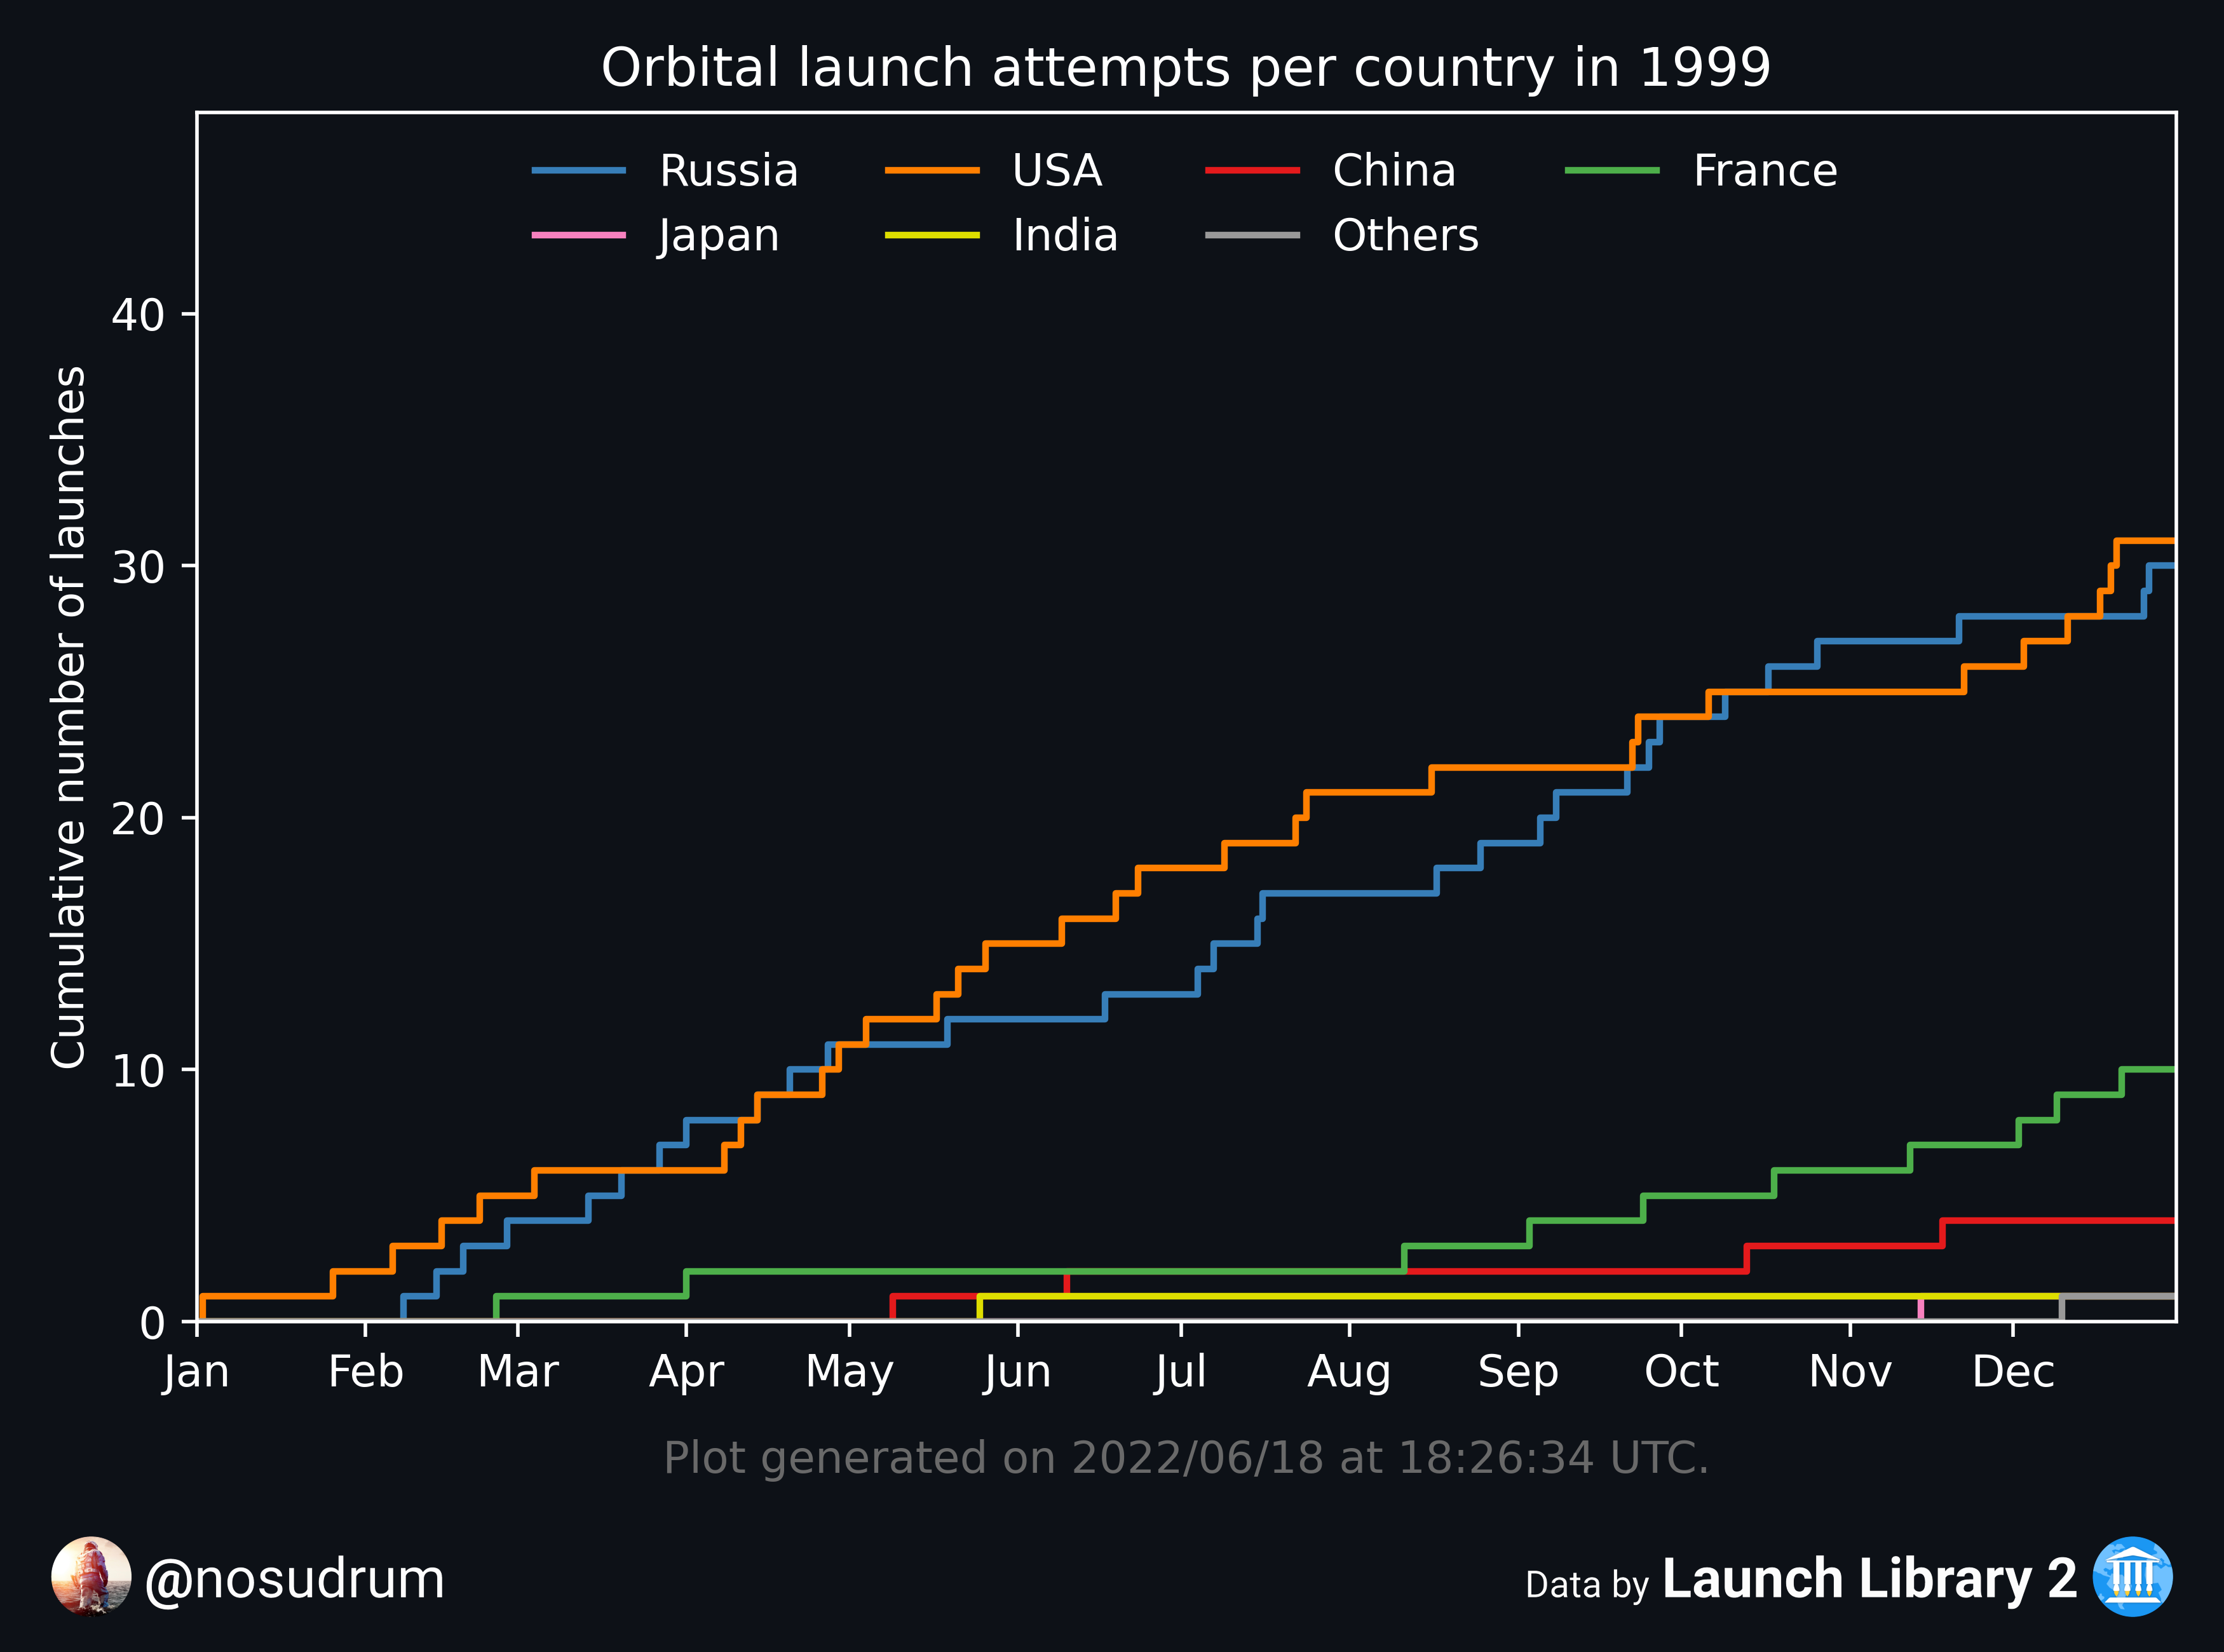 Orbital launch attempts per country in 1999
Russia USA China France
Japan India Others
Cumulative number of launches
40
30
20
10
0
Jan Feb Mar Apr May Jun Jul Aug Sep Oct Nov Dec
Plot generated on 2022/06/18 at 18:26:34 UTC.
@nosudrum
Data by Launch Library 2